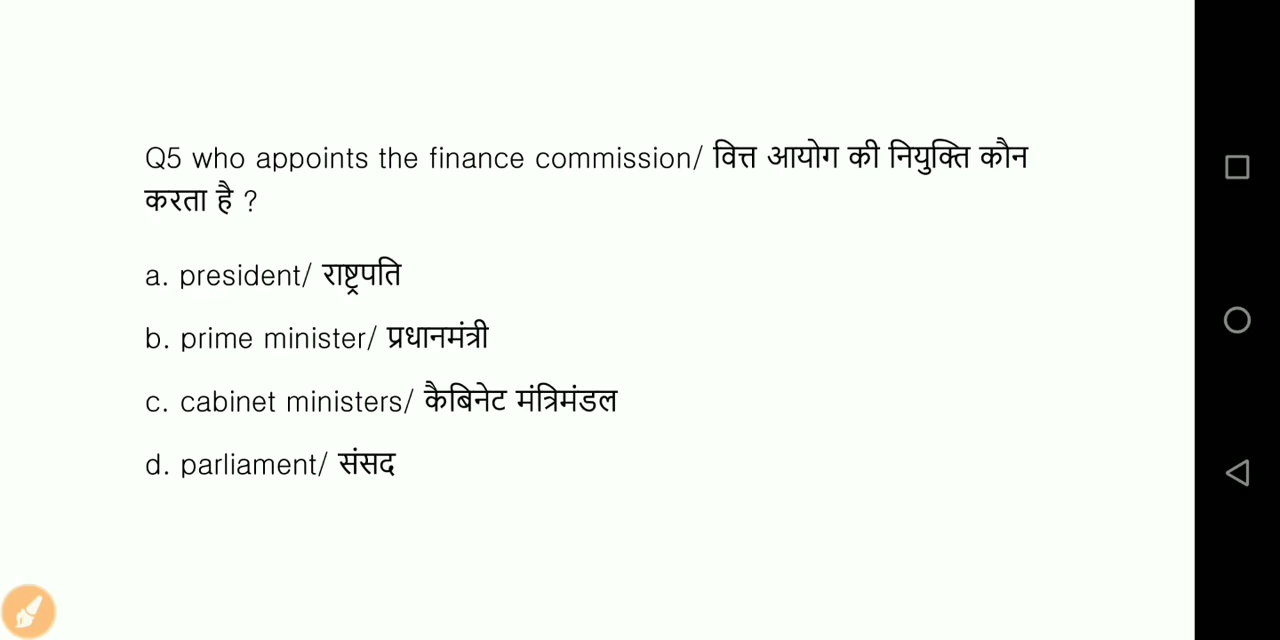 Q5 who appoints the finance commission/ वित्त आयोग की नियुक्ति कौन
करता है ?
a. president/ राष्ट्रपति
b. prime minister/ प्रधानमंत्री
c. cabinet ministers/ कैबिनेट मंत्रिमंडल
d. parliament/ संसद